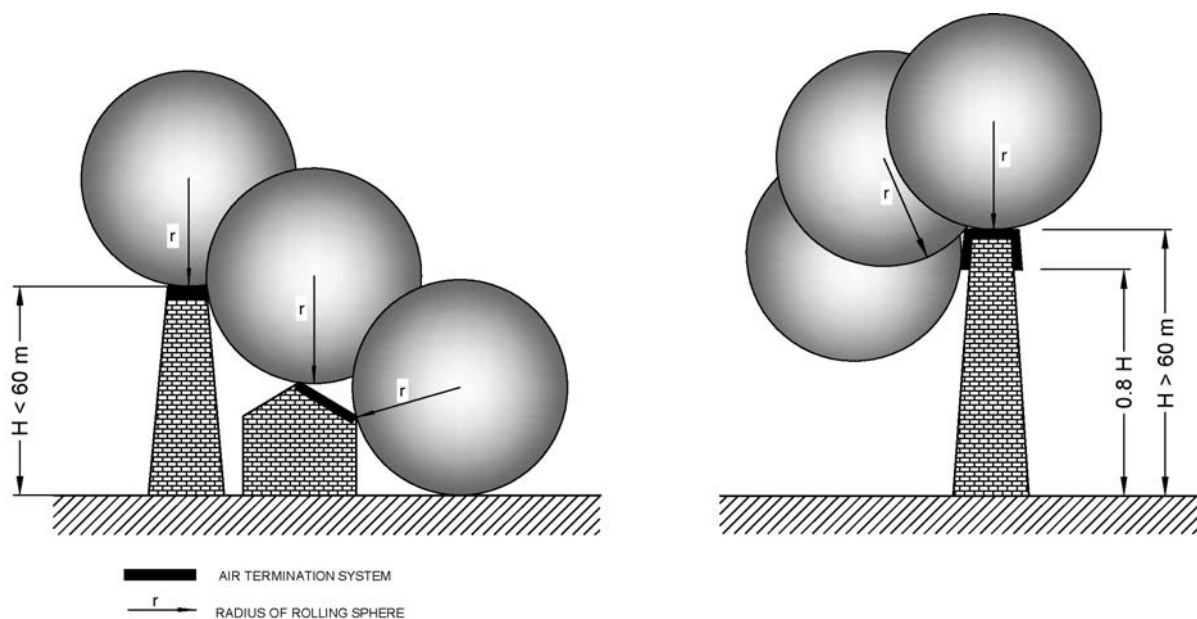 r
r
r
H < 60 m
r
r
0.8 H
H > 60 m
AIR TERMINATION SYSTEM
r
RADIUS OF ROLLING SPHERE